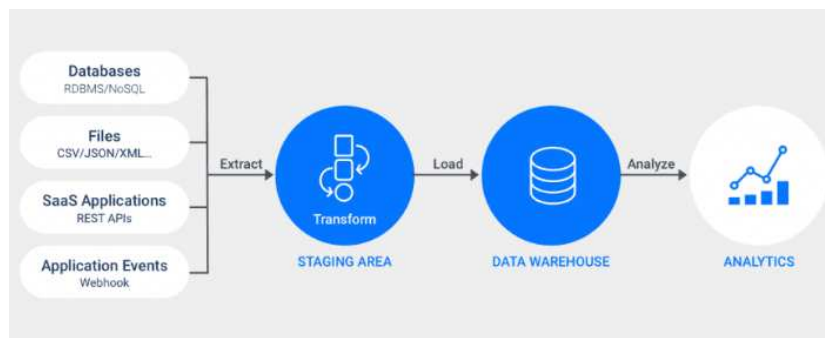 Databases
RDBMS/NoSQL
Files
CSV/JSON/XML...
SaaS Applications
REST APIs
Application Events
Webhook
Extract
Transform
STAGING AREA
Load
DATA WAREHOUSE
Analyze
ANALYTICS